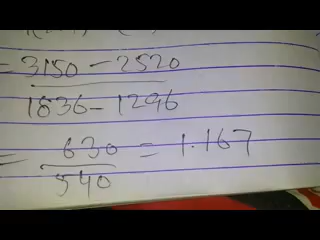 = 3150 - 2520
1836 - 1296
= 630 = 1.167
540